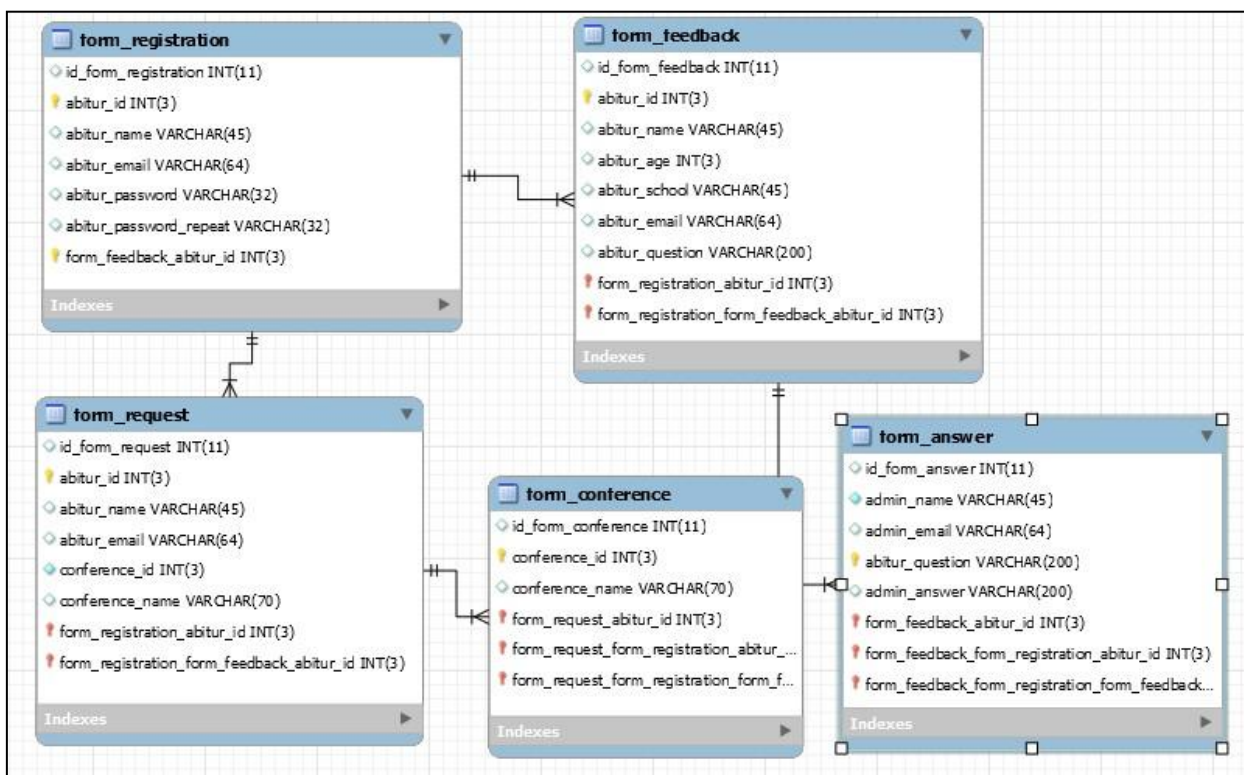 form_registration
id_form_registration INT(11)
abitur_id INT(3)
abitur_name VARCHAR(45)
abitur_email VARCHAR(64)
abitur_password VARCHAR(32)
abitur_password_repeat VARCHAR(32)
form_feedback_abitur_id INT(3)
Indexes
form_feedback
id_form_feedback INT(11)
abitur_id INT(3)
abitur_name VARCHAR(45)
abitur_age INT(3)
abitur_school VARCHAR(45)
abitur_email VARCHAR(64)
abitur_question VARCHAR(200)
form_registration_abitur_id INT(3)
form_registration_form_feedback_abitur_id INT(3)
Indexes
form_request
id_form_request INT(11)
abitur_id INT(3)
abitur_name VARCHAR(45)
abitur_email VARCHAR(64)
conference_id INT(3)
conference_name VARCHAR(70)
form_registration_abitur_id INT(3)
form_registration_form_feedback_abitur_id INT(3)
Indexes
form_conference
id_form_conference INT(11)
conference_id INT(3)
conference_name VARCHAR(70)
form_request_abitur_id INT(3)
form_request_form_registration_abitur_...
form_request_form_registration_form_f...
Indexes
form_answer
id_form_answer INT(11)
admin_name VARCHAR(45)
admin_email VARCHAR(64)
abitur_question VARCHAR(200)
admin_answer VARCHAR(200)
form_feedback_abitur_id INT(3)
form_feedback_form_registration_abitur_id INT(3)
form_feedback_form_registration_form_feedback...
Indexes